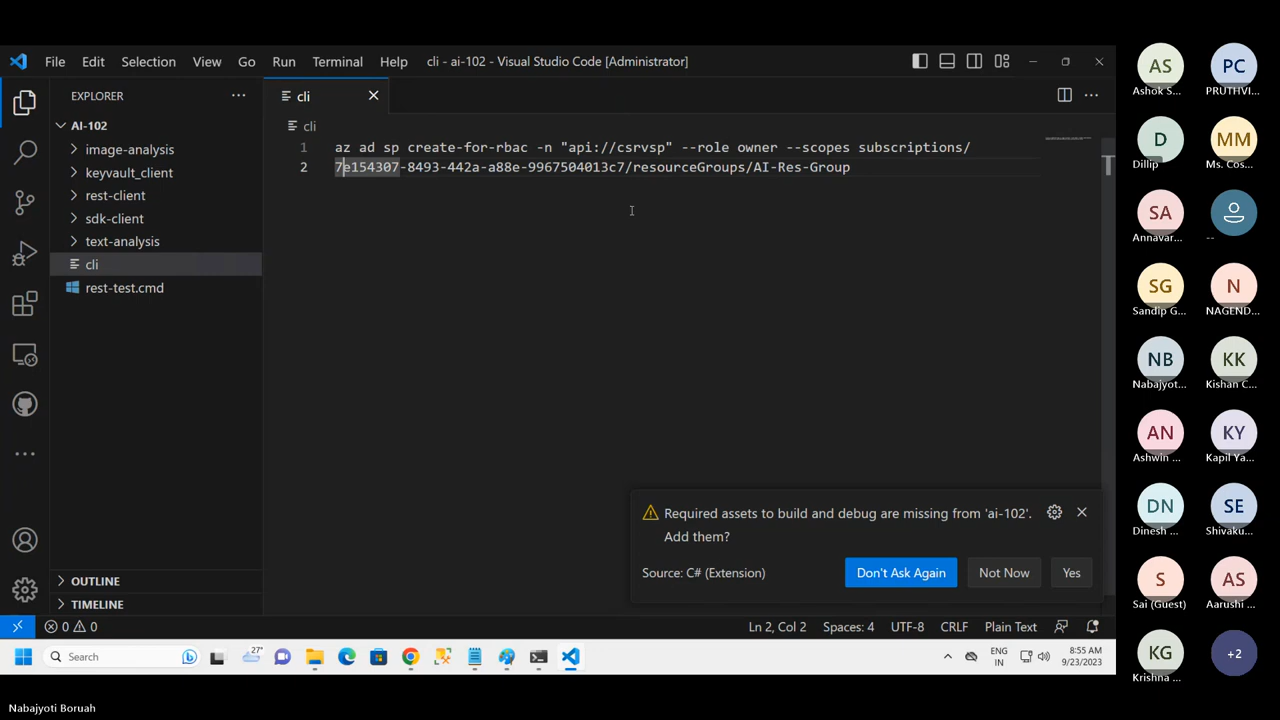 File Edit Selection View Go Run Terminal Help cli - ai-102 - Visual Studio Code [Administrator]
EXPLORER
AI-102
image-analysis
keyvault_client
rest-client
sdk-client
text-analysis
cli
rest-test.cmd
OUTLINE
TIMELINE
cli
cli
1 az ad sp create-for-rbac -n "api://csrvsp" --role owner --scopes subscriptions/
2 7e154307-8493-442a-a88e-9967504013c7/resourceGroups/AI-Res-Group
Required assets to build and debug are missing from 'ai-102'.
Add them?
Source: C# (Extension) Don't Ask Again Not Now Yes
0 0 Ln 2, Col 2 Spaces: 4 UTF-8 CRLF Plain Text
Search 27° ENG IN 8:55 AM 9/23/2023
AS PC
Ashok S... PRUTHVI...
D MM
Dillip Ms. Cos...
SA
Annavar... --
SG N
Sandip G... NAGEND...
NB KK
Nabajyot... Kishan C...
AN KY
Ashwin ... Kapil Ya...
DN SE
Dinesh ... Shivaku...
S AS
Sai (Guest) Aarushi ...
KG +2
Krishna ...
Nabajyoti Boruah